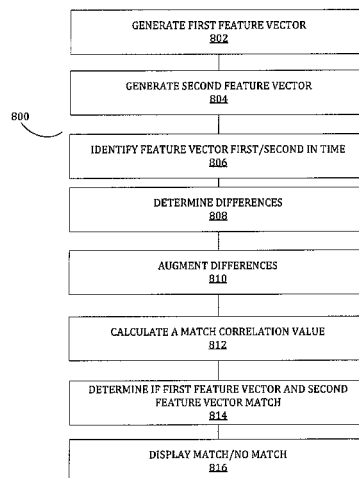 GENERATE FIRST FEATURE VECTOR
802
GENERATE SECOND FEATURE VECTOR
804
800
IDENTIFY FEATURE VECTOR FIRST/SECOND IN TIME
806
DETERMINE DIFFERENCES
808
AUGMENT DIFFERENCES
810
CALCULATE A MATCH CORRELATION VALUE
812
DETERMINE IF FIRST FEATURE VECTOR AND SECOND
FEATURE VECTOR MATCH
814
DISPLAY MATCH/NO MATCH
816